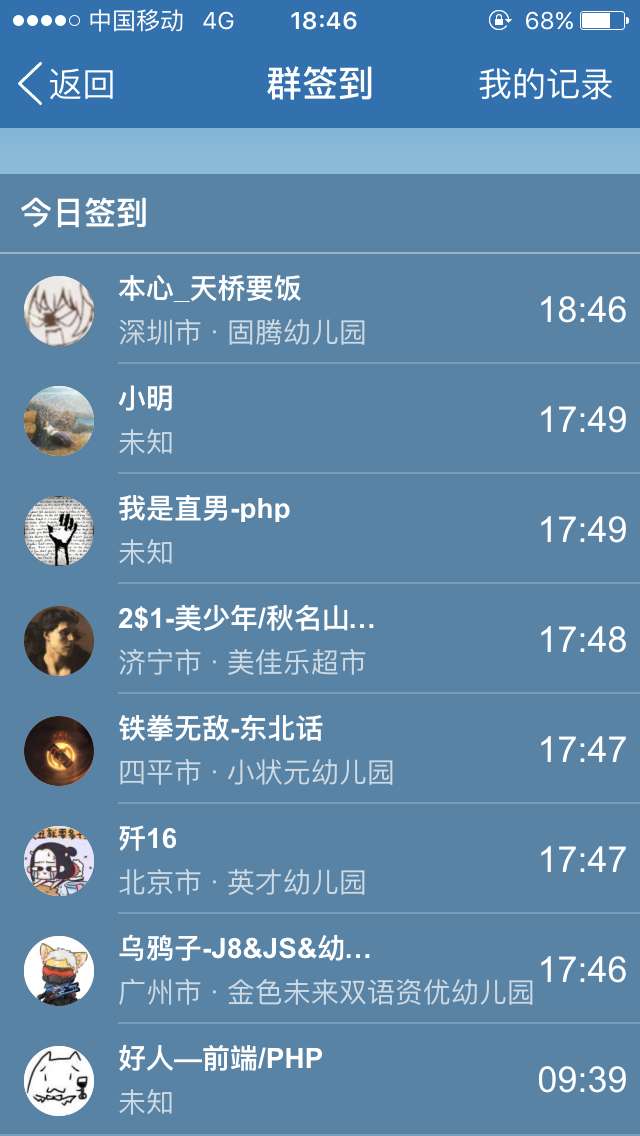 中国移动 4G 18:46 68%
返回 群签到 我的记录
今日签到
本心_天桥要饭
深圳市 · 固腾幼儿园
18:46
小明
未知
17:49
我是直男-php
未知
17:49
2$1-美少年/秋名山...
济宁市 · 美佳乐超市
17:48
铁拳无敌-东北话
四平市 · 小状元幼儿园
17:47
歼16
北京市 · 英才幼儿园
17:47
乌鸦子-J8&JS&幼...
广州市 · 金色未来双语资优幼儿园
17:46
好人—前端/PHP
未知
09:39